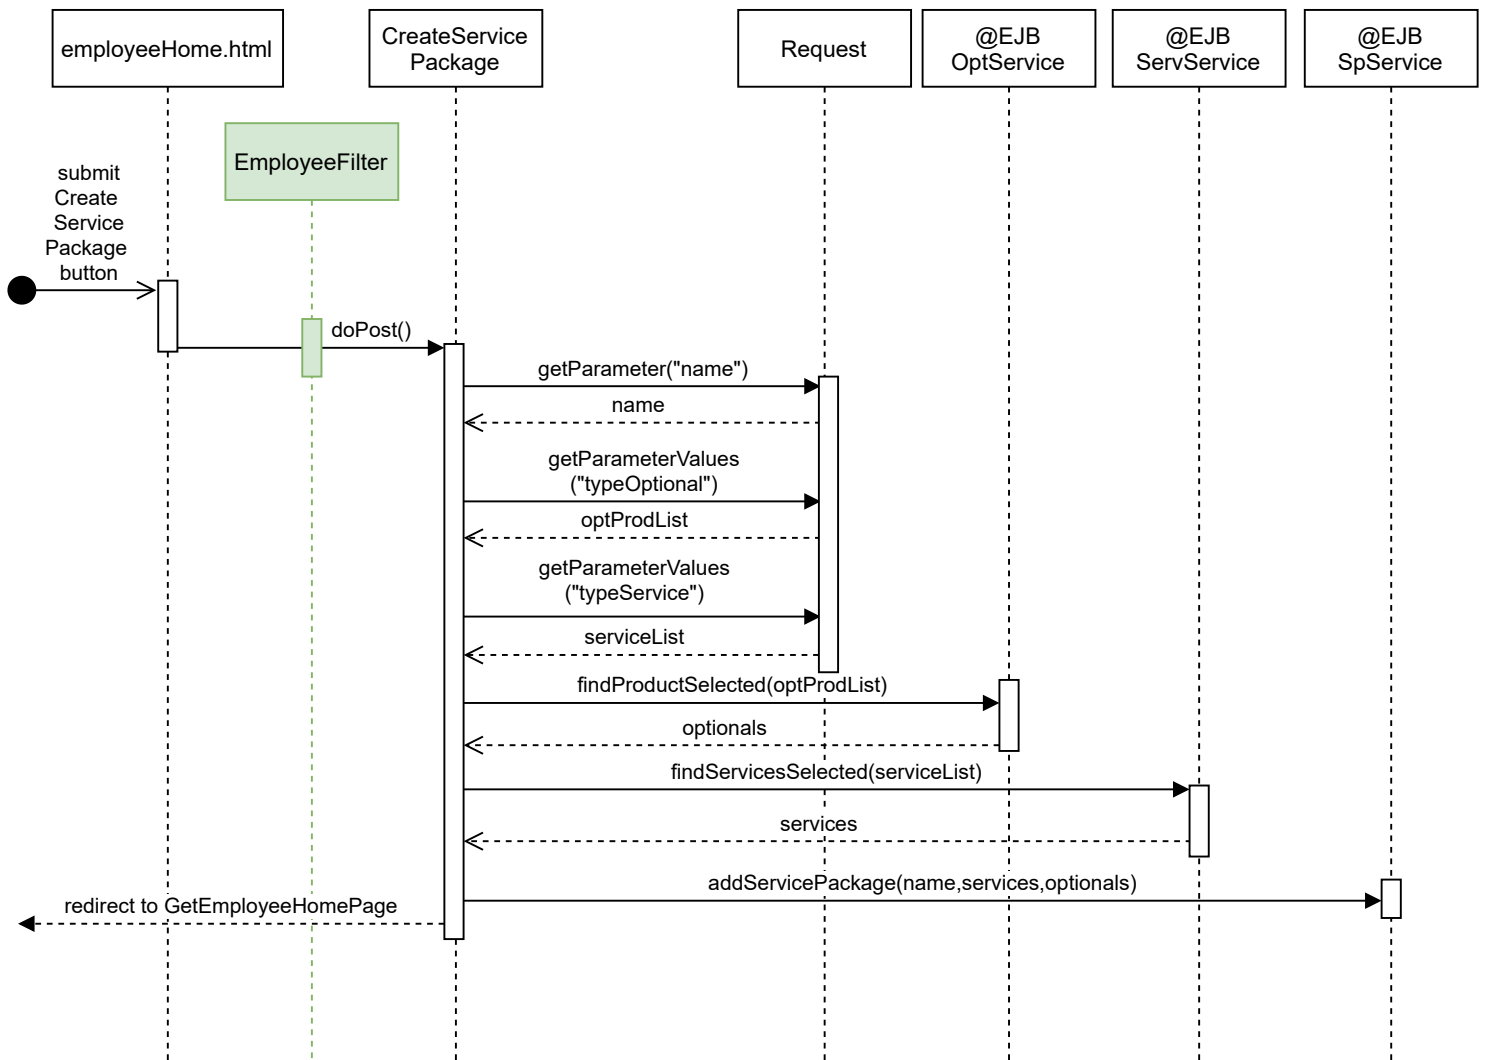 employeeHome.html
CreateService
Package
Request
@EJB
OptService
@EJB
ServService
@EJB
SpService
EmployeeFilter
submit
Create
Service
Package
button
doPost()
getParameter("name")
name
getParameterValues
("typeOptional")
optProdList
getParameterValues
("typeService")
serviceList
findProductSelected(optProdList)
optionals
findServicesSelected(serviceList)
services
addServicePackage(name,services,optionals)
redirect to GetEmployeeHomePage